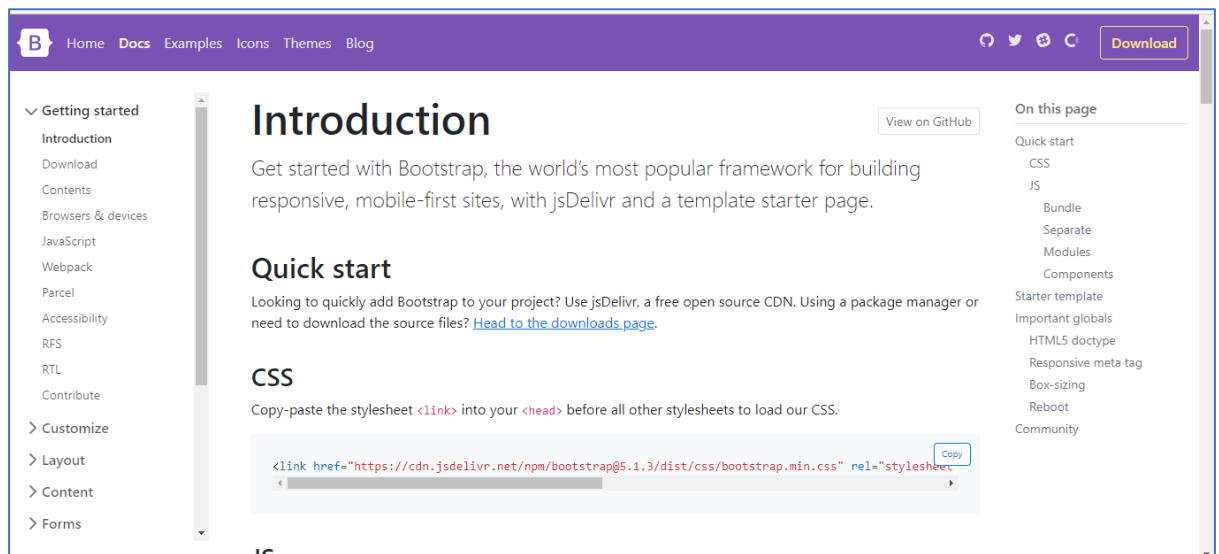 B Home Docs Examples Icons Themes Blog Download
Getting started
Introduction
Download
Contents
Browsers & devices
JavaScript
Webpack
Parcel
Accessibility
RFS
RTL
Contribute
Customize
Layout
Content
Forms
Introduction
View on GitHub
Get started with Bootstrap, the world's most popular framework for building
responsive, mobile-first sites, with jsDelivr and a template starter page.
Quick start
Looking to quickly add Bootstrap to your project? Use jsDelivr, a free open source CDN. Using a package manager or
need to download the source files? Head to the downloads page.
CSS
Copy-paste the stylesheet <link> into your <head> before all other stylesheets to load our CSS.
Copy
<link href="https://cdn.jsdelivr.net/npm/bootstrap@5.1.3/dist/css/bootstrap.min.css" rel="stylesheet"
JS
On this page
Quick start
CSS
JS
Bundle
Separate
Modules
Components
Starter template
Important globals
HTML5 doctype
Responsive meta tag
Box-sizing
Reboot
Community